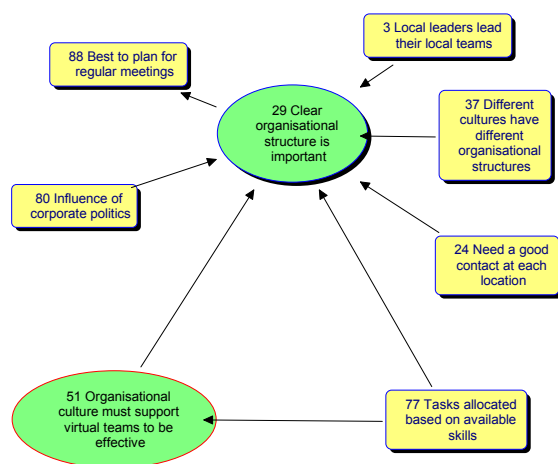 3 Local leaders lead
their local teams
88 Best to plan for
regular meetings
29 Clear
organisational
structure is
important
37 Different
cultures have
different
organisational
structures
80 Influence of
corporate politics
24 Need a good
contact at each
location
51 Organisational
culture must support
virtual teams to be
effective
77 Tasks allocated
based on available
skills